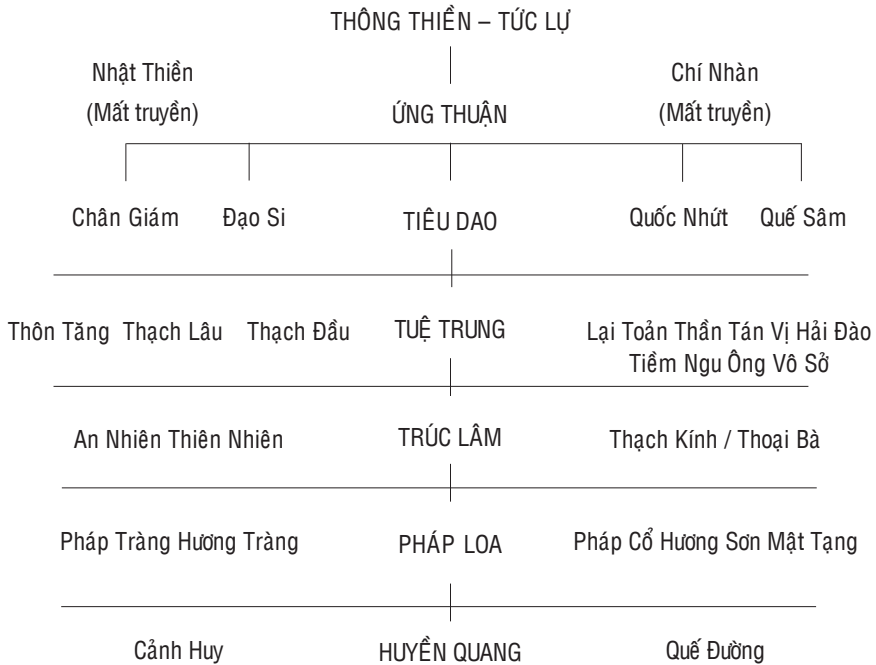 THÔNG THIỀN – TỨC LỰ
Nhật Thiền
(Mất truyền)
ỨNG THUẬN
Chí Nhàn
(Mất truyền)
Chân Giám Đạo Si TIÊU DAO Quốc Nhứt Quế Sâm
Thôn Tăng Thạch Lâu Thạch Đầu TUỆ TRUNG Lại Toản Thần Tán Vị Hải Đào
Tiềm Ngu Ông Vô Sở
An Nhiên Thiên Nhiên TRÚC LÂM Thạch Kính / Thoại Bà
Pháp Tràng Hương Tràng PHÁP LOA Pháp Cổ Hương Sơn Mật Tạng
Cảnh Huy HUYỀN QUANG Quế Đường